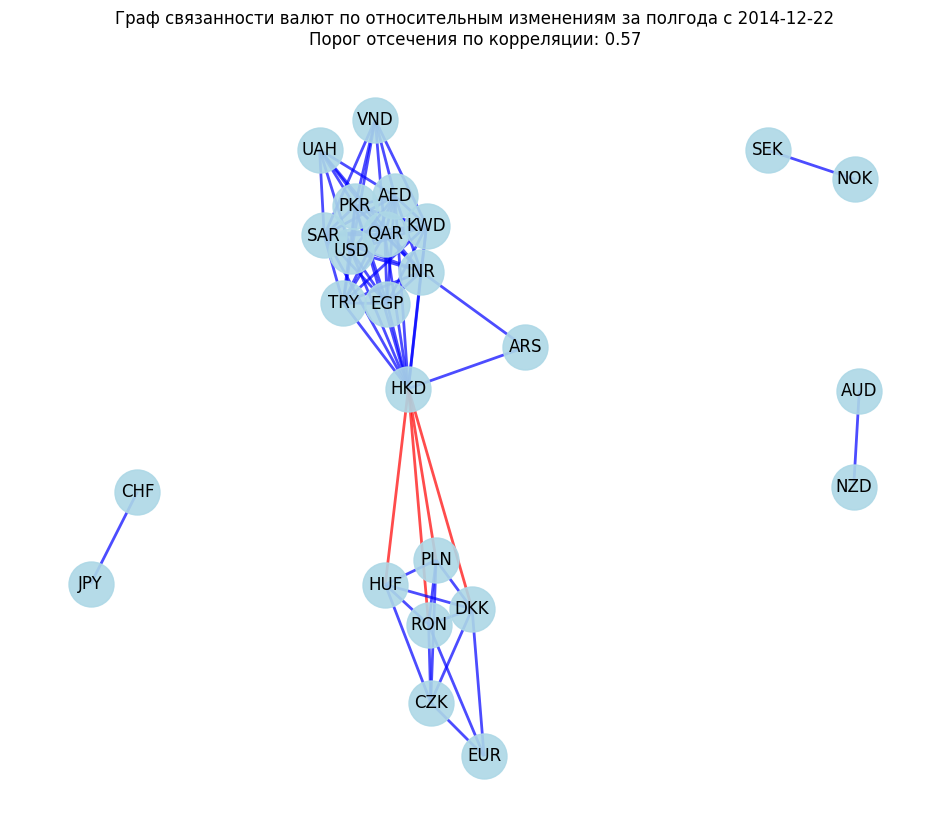 Граф связанности валют по относительным изменениям за полгода с 2014-12-22
Порог отсечения по корреляции: 0.57
VND
UAH
SEK
NOK
AED
PKR
KWD
SAR
QAR
USD
INR
TRY
EGP
ARS
HKD
AUD
NZD
CHF
JPY
PLN
HUF
DKK
RON
CZK
EUR